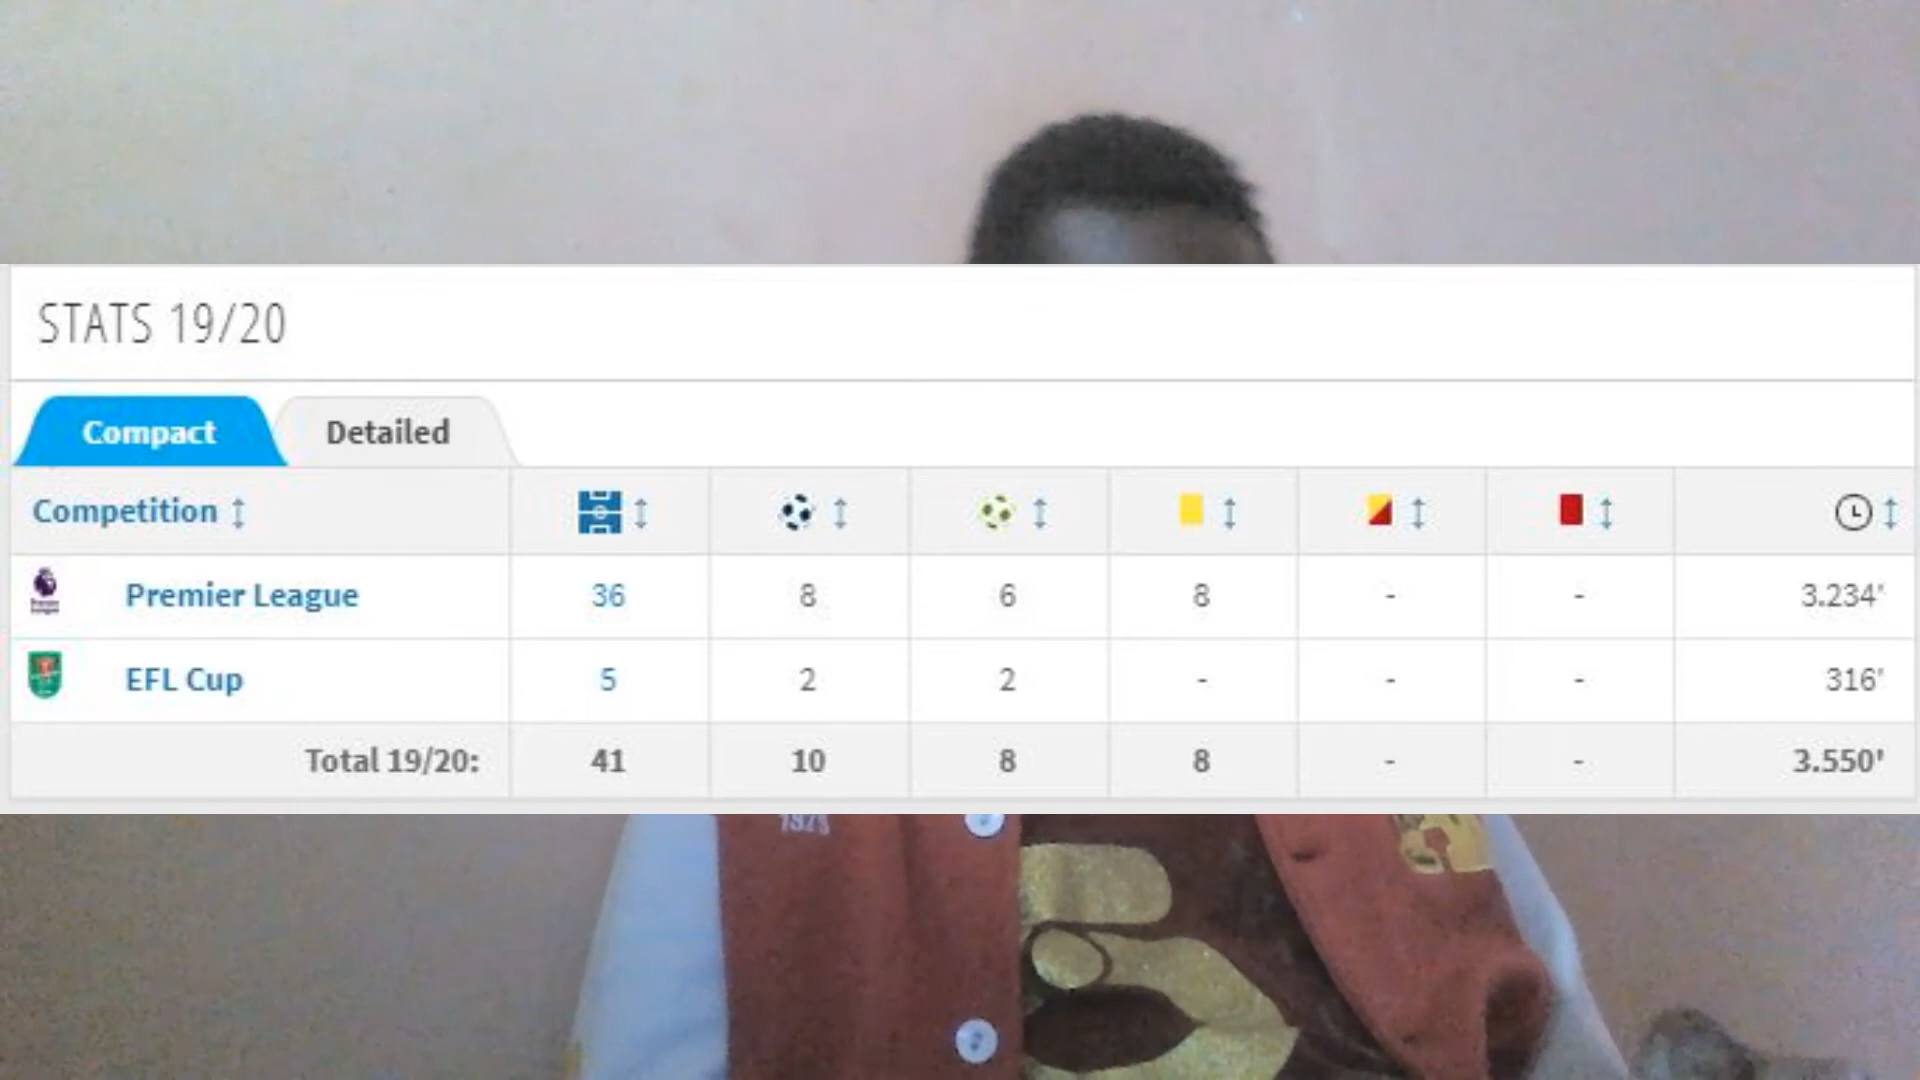 STATS 19/20
Compact Detailed
Competition
Premier League 36 8 6 8 - - 3.234'
EFL Cup 5 2 2 - - - 316'
Total 19/20: 41 10 8 8 - - 3.550'